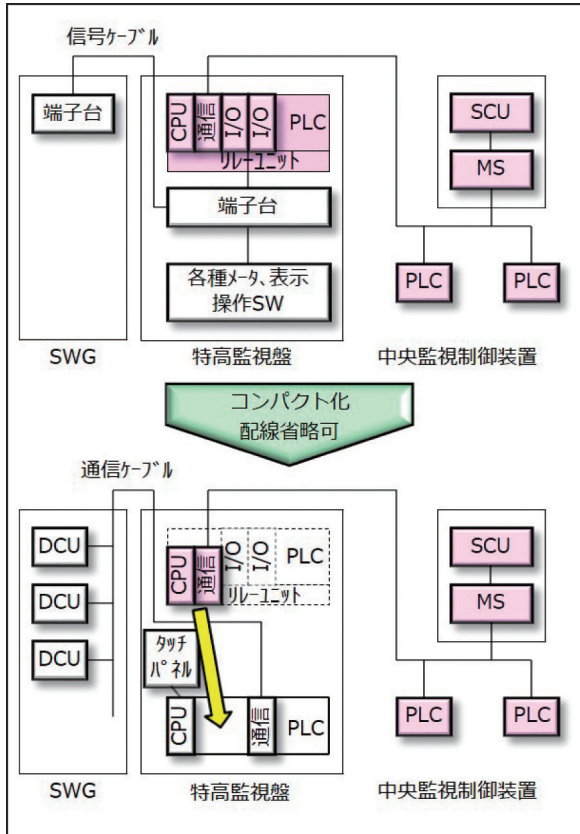 信号ケーブル
端子台
CPU
通信
I/O
I/O
PLC
リレーユニット
端子台
各種メータ、表示
操作SW
SCU
MS
PLC
PLC
SWG
特高監視盤
中央監視制御装置
コンパクト化
配線省略可
通信ケーブル
DCU
DCU
DCU
CPU
通信
I/O
I/O
PLC
リレーユニット
タッチ
パネル
CPU
通信
PLC
SCU
MS
PLC
PLC
SWG
特高監視盤
中央監視制御装置